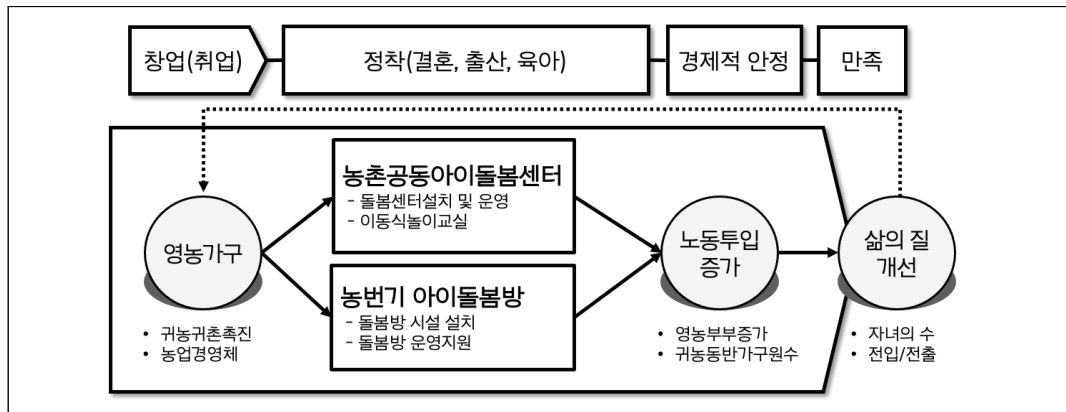 창업(취업)
정착(결혼, 출산, 육아)
경제적 안정
만족
농촌공동아이돌봄센터
- 돌봄센터설치 및 운영
- 이동식놀이교실
영농가구
노동투입
증가
삶의 질
개선
농번기 아이돌봄방
- 돌봄방 시설 설치
- 돌봄방 운영지원
• 귀농귀촌촉진
• 농업경영체
• 영농부부증가
• 귀농동반가구원수
• 자녀의 수
• 전입/전출